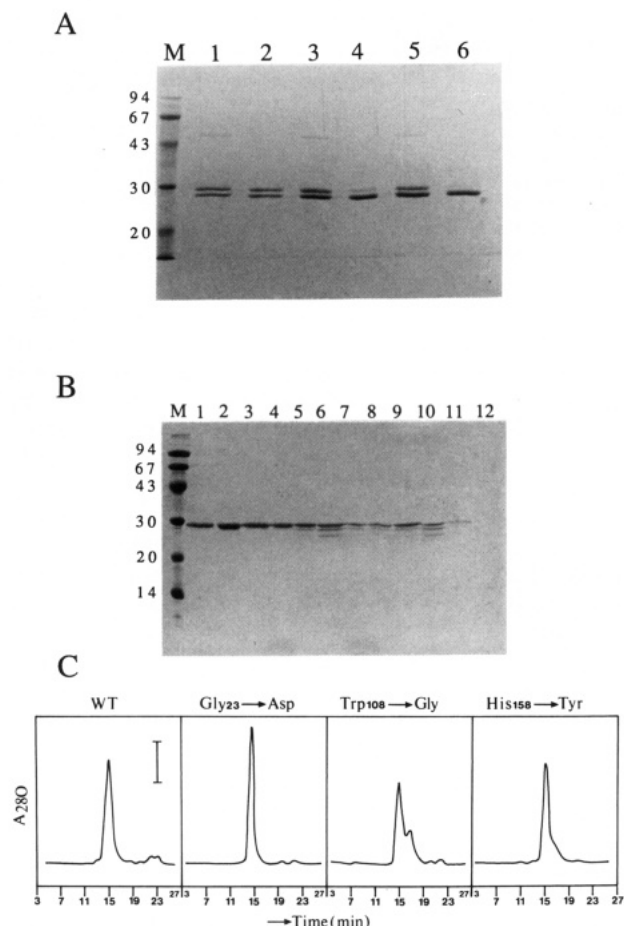 A
M 1 2 3 4 5 6
94
67
43
30
20
B
M 1 2 3 4 5 6 7 8 9 10 11 12
94
67
43
30
20
14
C
WT Gly23→Asp Trp108→Gly His158→Tyr
A280
3 7 11 15 19 23 27 3 7 11 15 19 23 27 3 7 11 15 19 23 27 3 7 11 15 19 23 27
→Time(min)